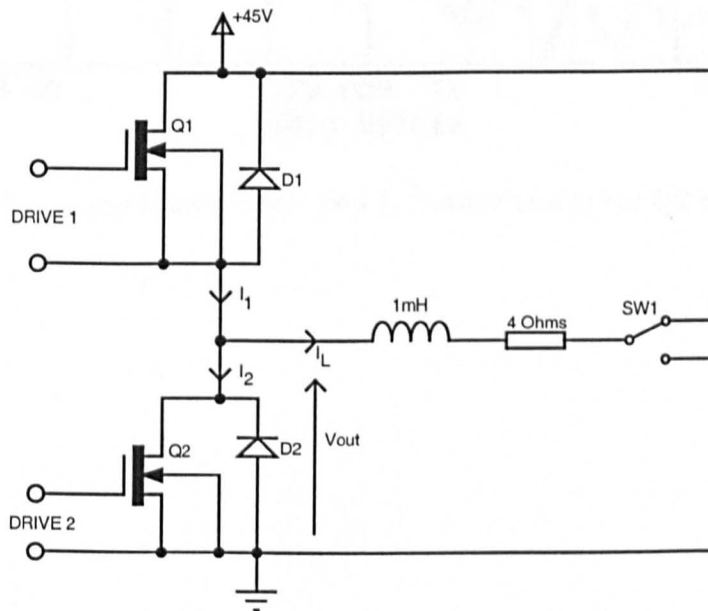 +45V
Q1
D1
DRIVE 1
I1
1mH
4 Ohms
SW1
IL
I2
Q2
D2
Vout
DRIVE 2